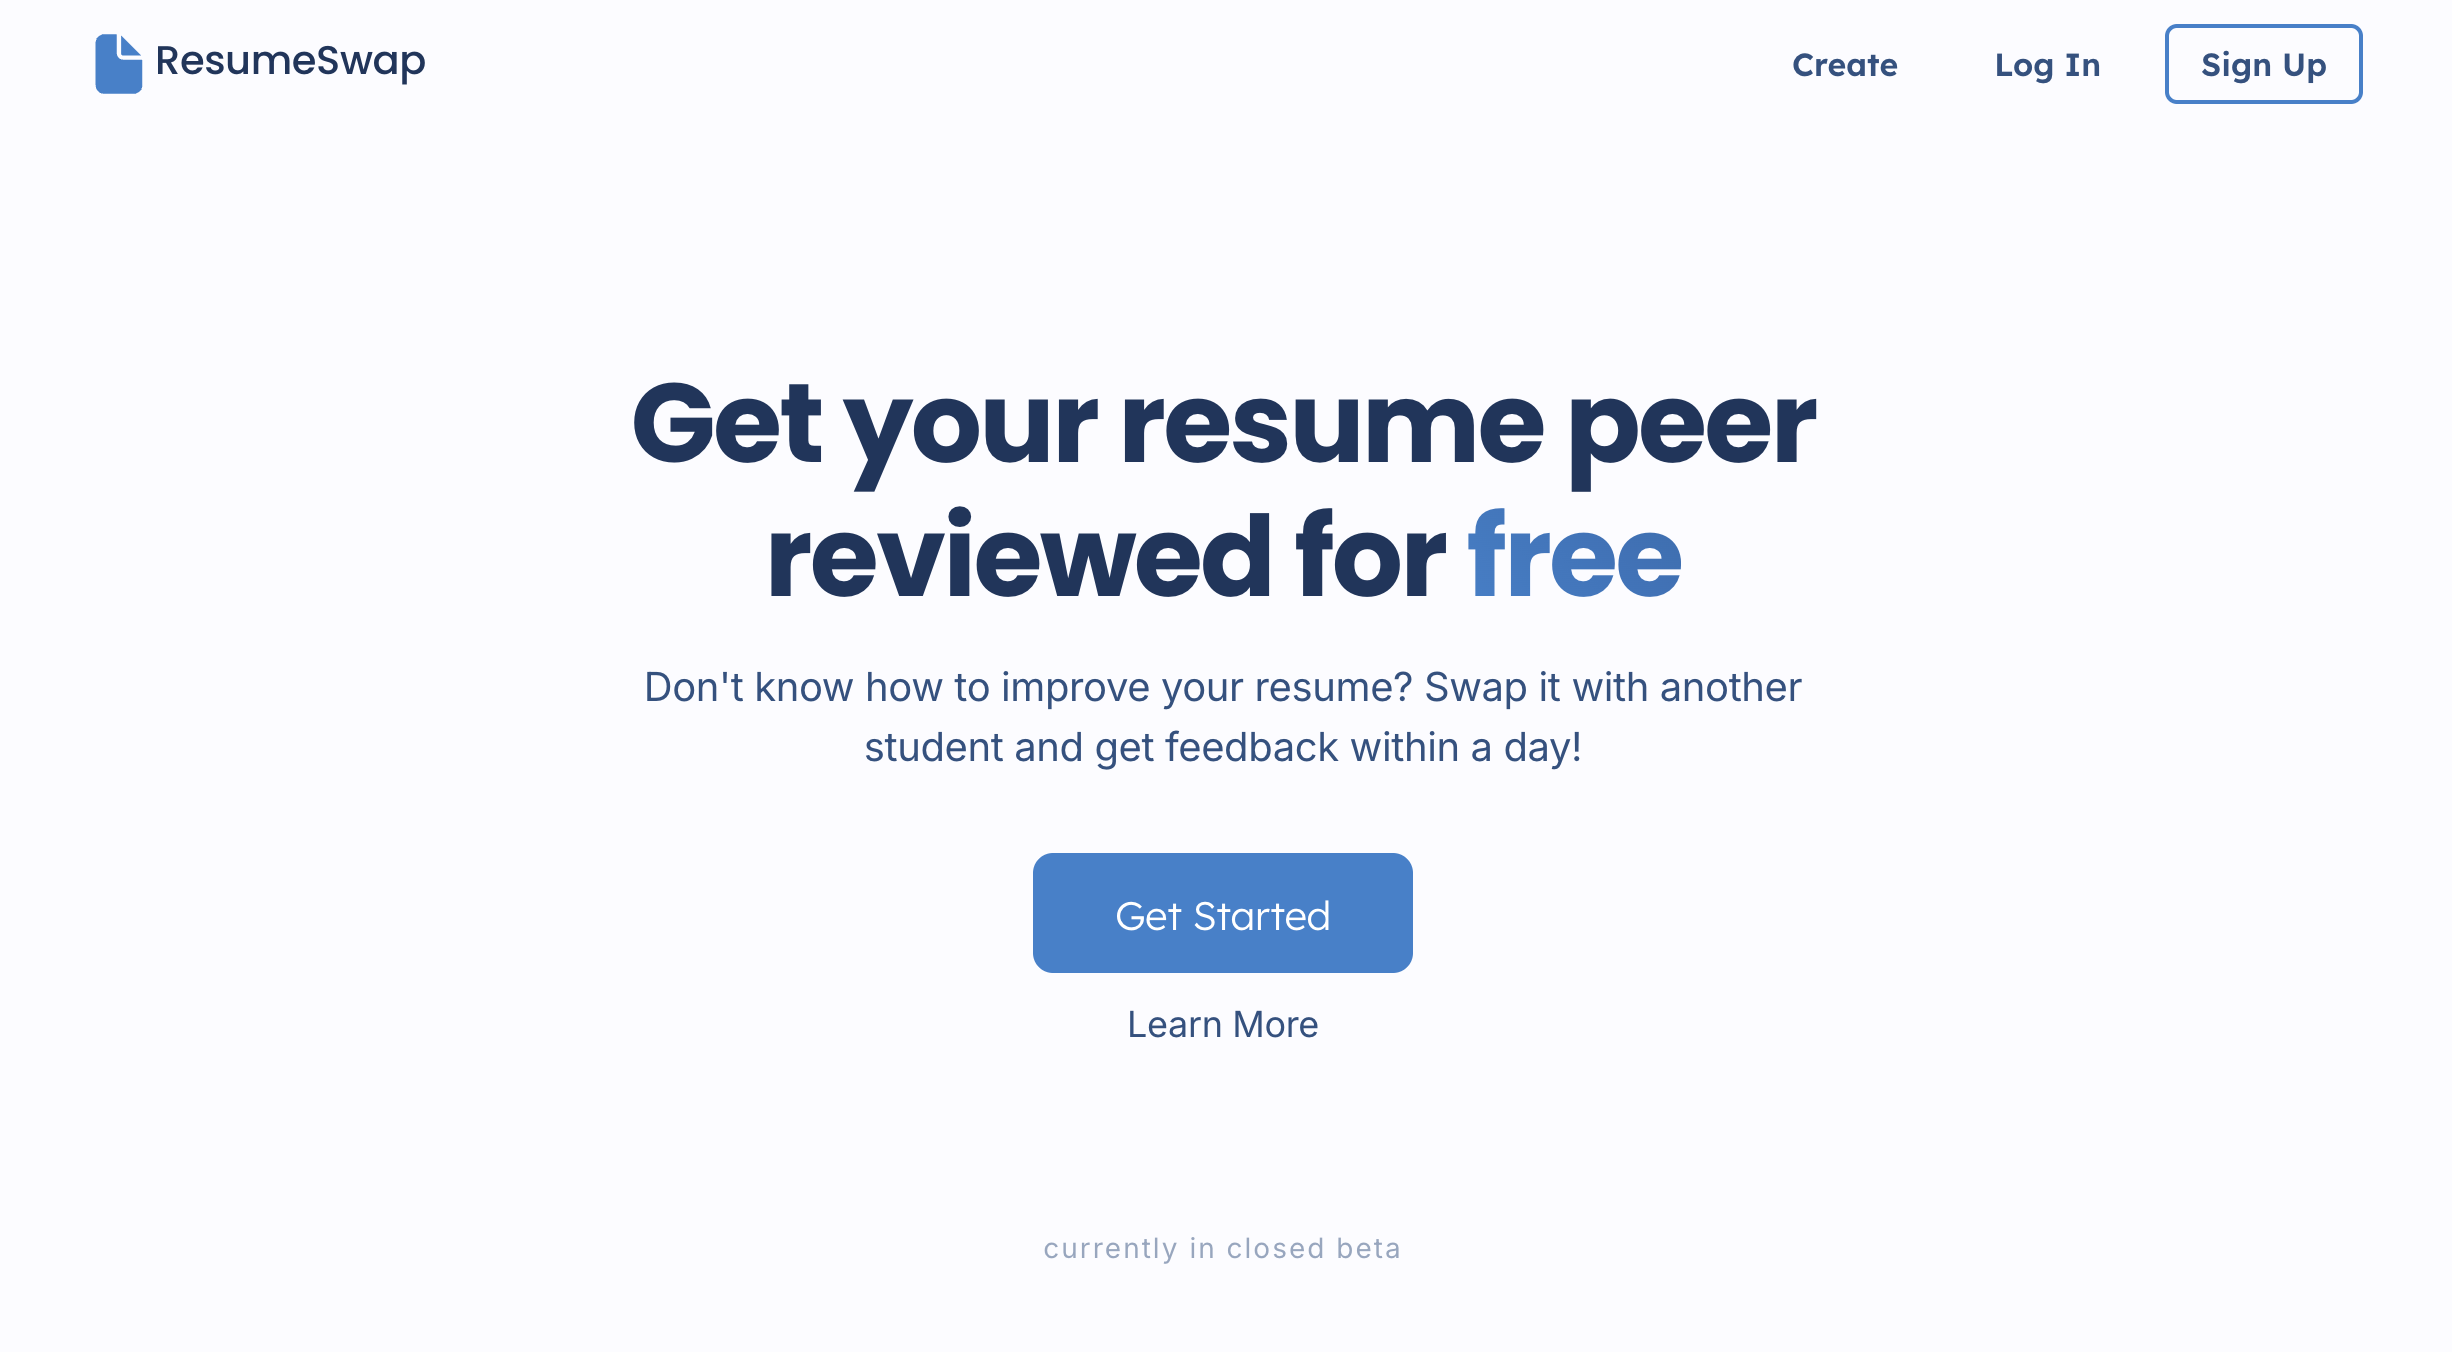 ResumeSwap
Create
Log In
Sign Up
Get your resume peer
reviewed for free
Don't know how to improve your resume? Swap it with another
student and get feedback within a day!
Get Started
Learn More
currently in closed beta